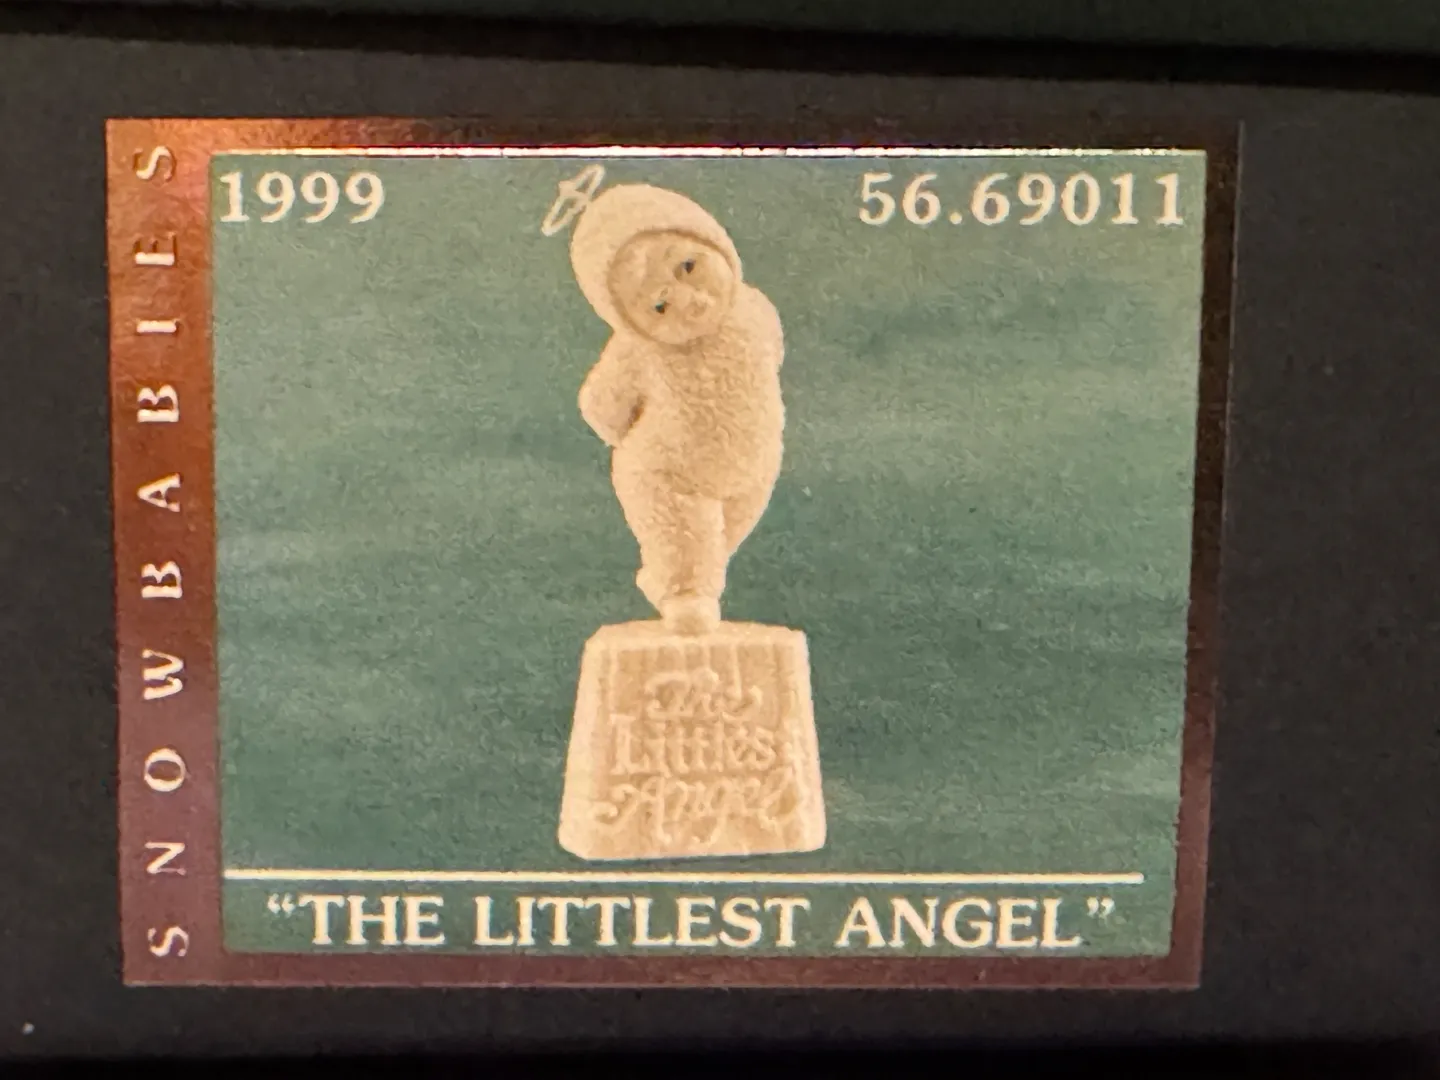 SNOWBABIES
1999
56.69011
The
Littlest
Angel
"THE LITTLEST ANGEL"